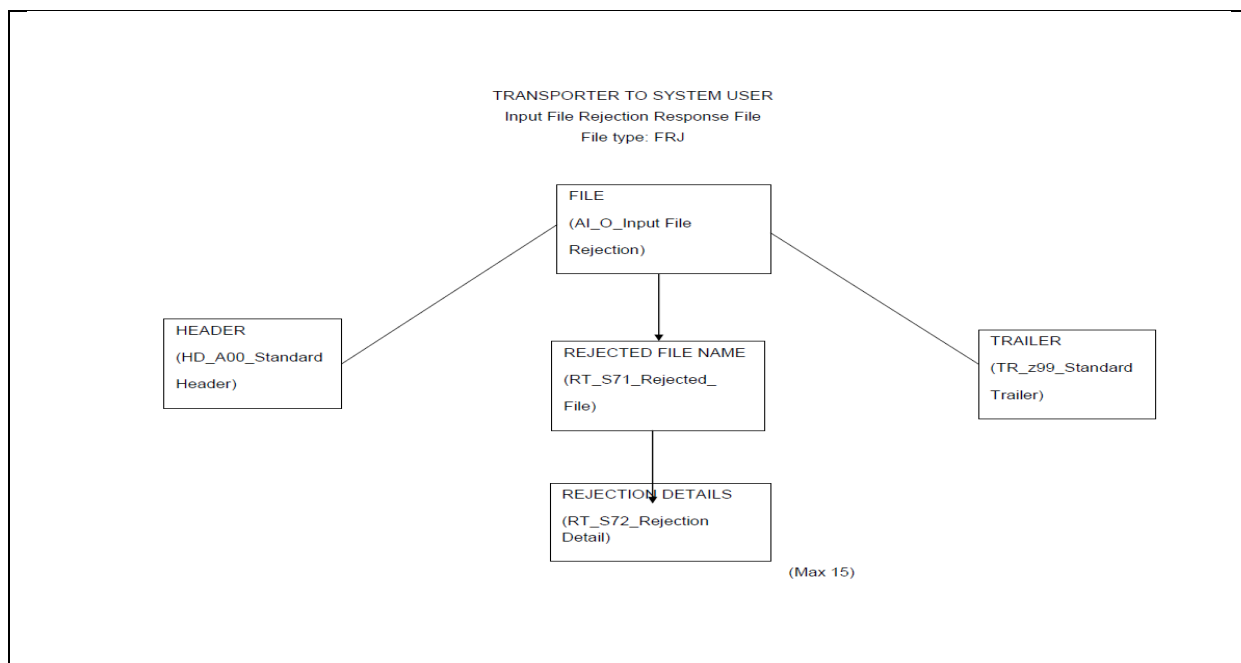 TRANSPORTER TO SYSTEM USER
Input File Rejection Response File
File type: FRJ
FILE
(AI_O_Input File
Rejection)
HEADER
(HD_A00_Standard
Header)
REJECTED FILE NAME
(RT_S71_Rejected_
File)
TRAILER
(TR_z99_Standard
Trailer)
REJECTION DETAILS
(RT_S72_Rejection
Detail)
(Max 15)